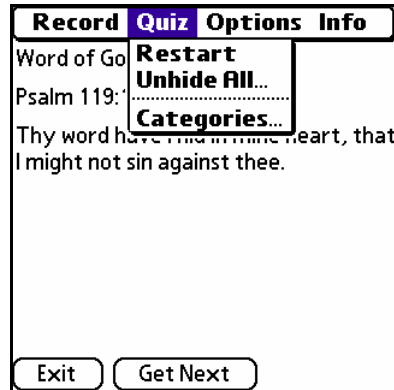 Record Quiz Options Info
Restart
Unhide All...
Categories...
Word of Go
Psalm 119:
Thy word heart, that
I might not sin against thee.
Exit Get Next